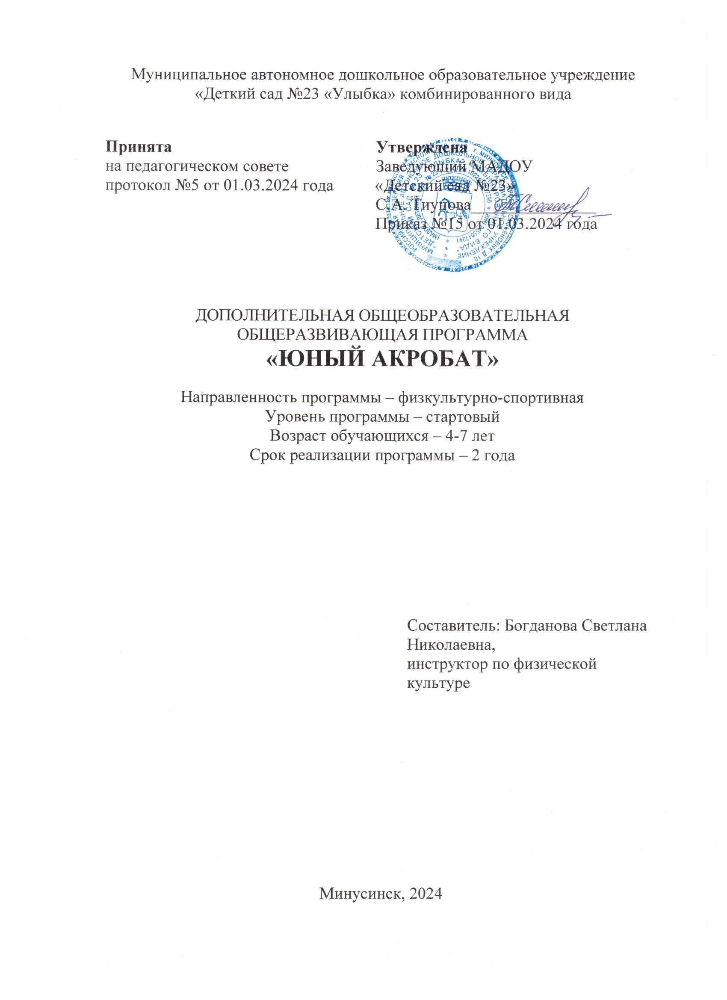 Муниципальное автономное дошкольное образовательное учреждение
«Деткий сад №23 «Улыбка» комбинированного вида
Принята
на педагогическом совете
протокол №5 от 01.03.2024 года
Утверждена
Заведующий МАДОУ
«Детский сад №23»
С.А. Тиунова
Приказ №15 от 01.03.2024 года
ДОПОЛНИТЕЛЬНАЯ ОБЩЕОБРАЗОВАТЕЛЬНАЯ
ОБЩЕРАЗВИВАЮЩАЯ ПРОГРАММА
«ЮНЫЙ АКРОБАТ»
Направленность программы – физкультурно-спортивная
Уровень программы – стартовый
Возраст обучающихся – 4-7 лет
Срок реализации программы – 2 года
Составитель: Богданова Светлана
Николаевна,
инструктор по физической
культуре
Минусинск, 2024